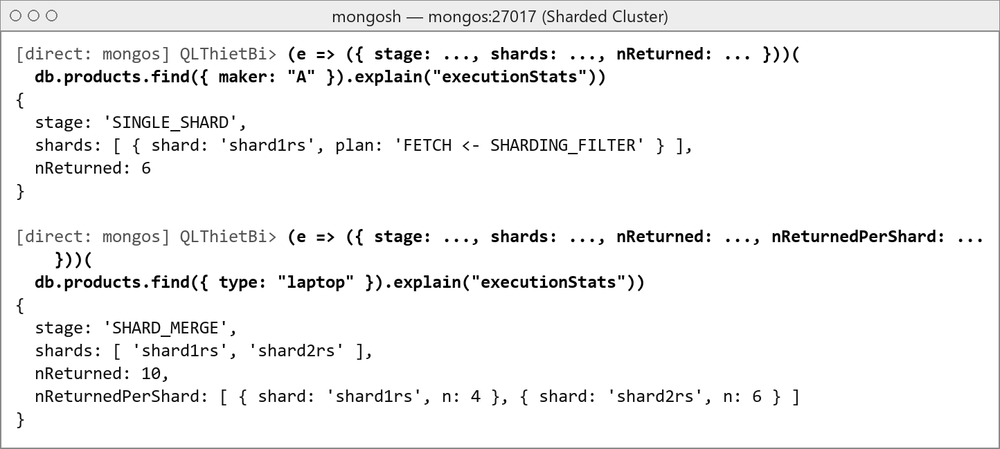 mongosh — mongos:27017 (Sharded Cluster)
[direct: mongos] QLThietBi> (e => ({ stage: ..., shards: ..., nReturned: ... }))(
  db.products.find({ maker: "A" }).explain("executionStats"))
{
  stage: 'SINGLE_SHARD',
  shards: [ { shard: 'shard1rs', plan: 'FETCH <- SHARDING_FILTER' } ],
  nReturned: 6
}
[direct: mongos] QLThietBi> (e => ({ stage: ..., shards: ..., nReturned: ..., nReturnedPerShard: ...
    }))(
  db.products.find({ type: "laptop" }).explain("executionStats"))
{
  stage: 'SHARD_MERGE',
  shards: [ 'shard1rs', 'shard2rs' ],
  nReturned: 10,
  nReturnedPerShard: [ { shard: 'shard1rs', n: 4 }, { shard: 'shard2rs', n: 6 } ]
}